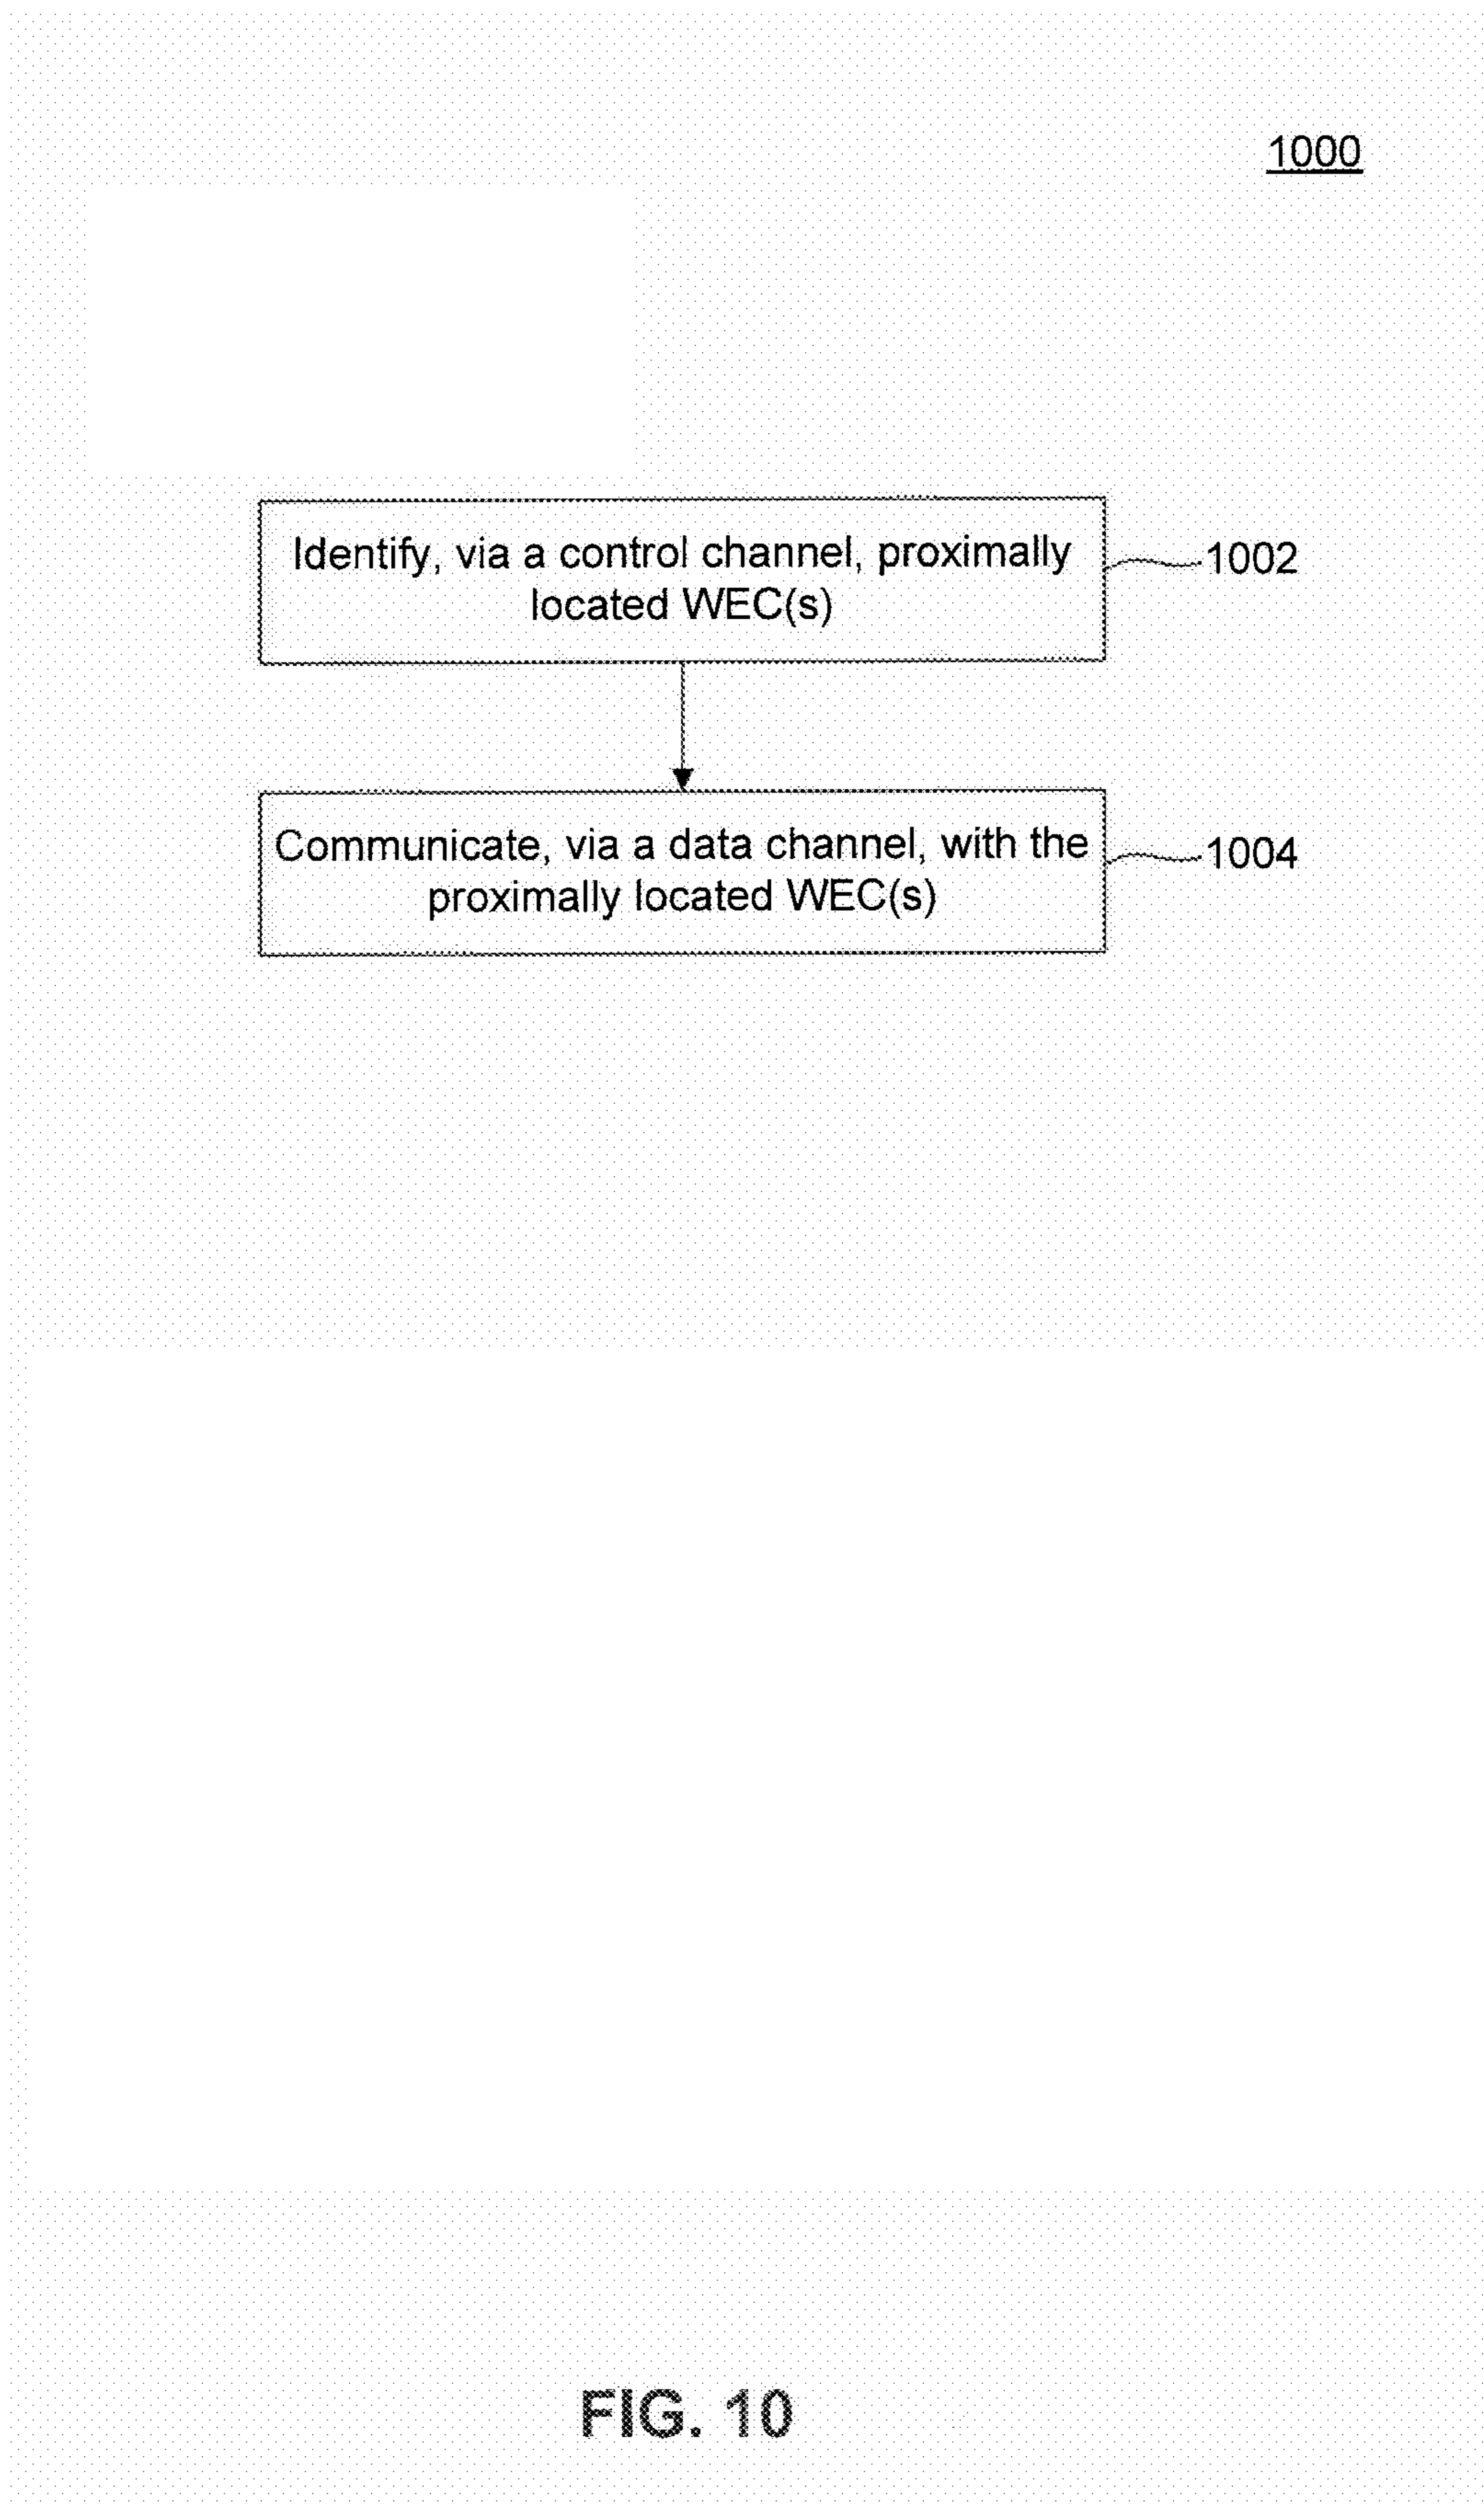 1000
Identify, via a control channel, proximally
located WEC(s)
1002
Communicate, via a data channel, with the
proximally located WEC(s)
1004
FIG. 10